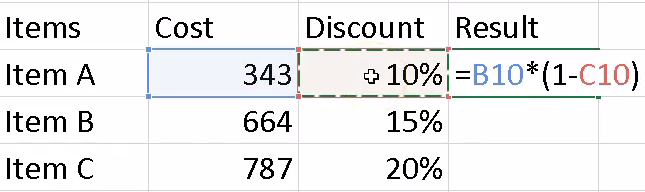 Items Cost Discount Result
Item A 343 10% =B10*(1-C10)
Item B 664 15%
Item C 787 20%